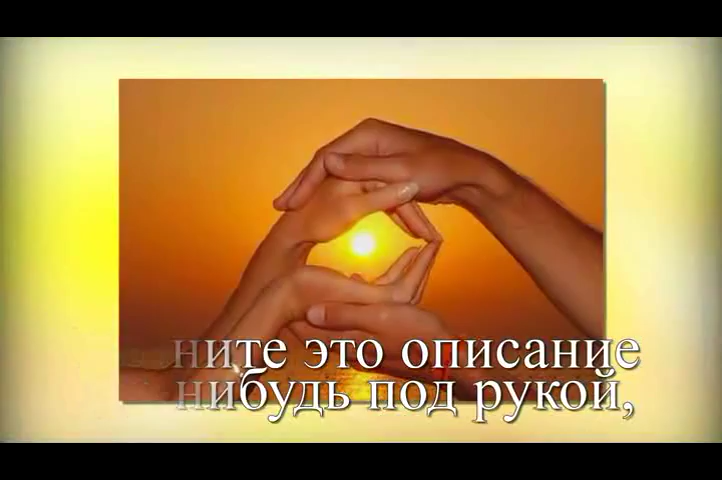 ните это описание
нибудь под рукой,